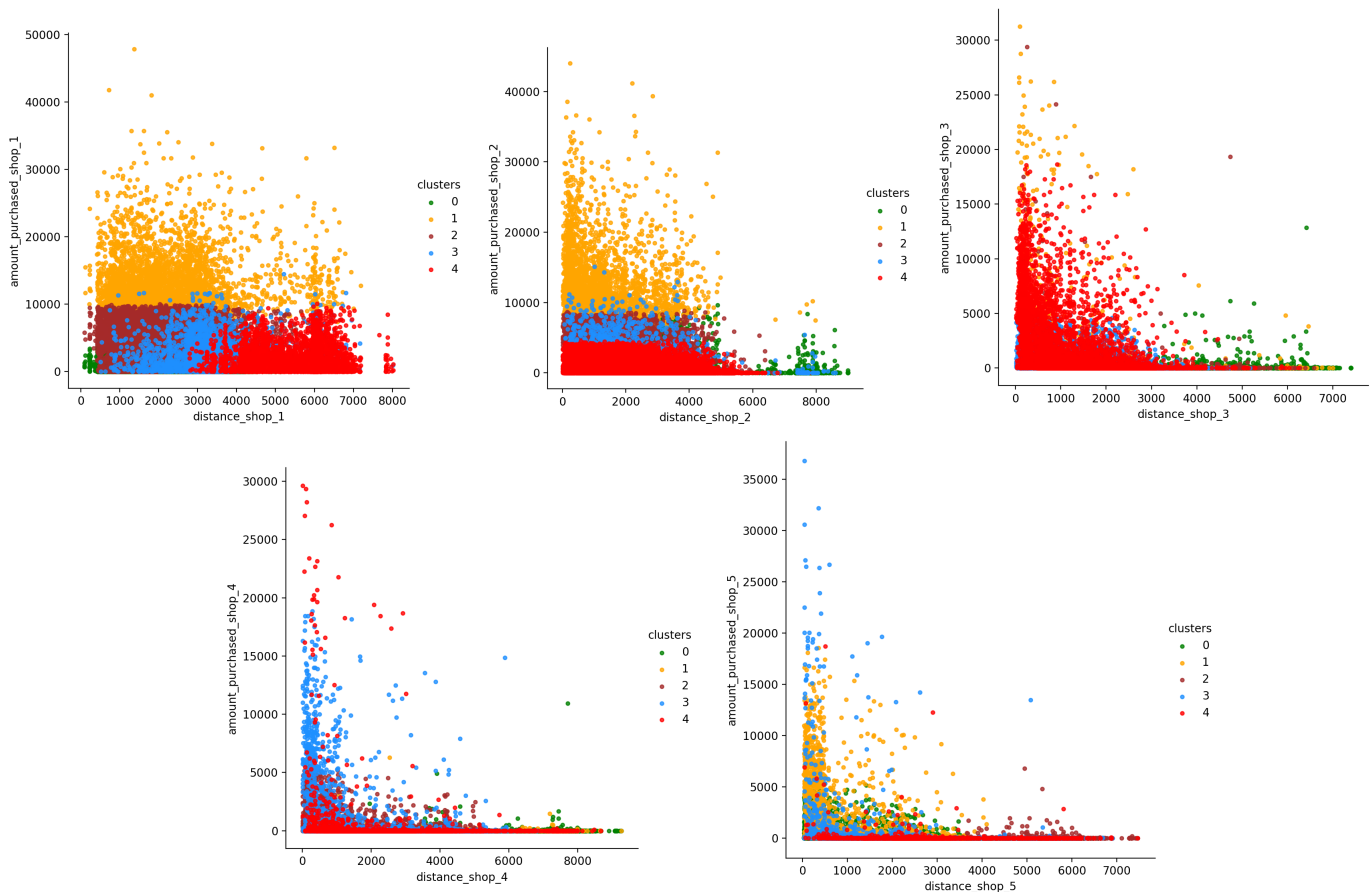 50000
40000
30000
20000
10000
0
amount_purchased_shop_1
0 1000 2000 3000 4000 5000 6000 7000 8000
distance_shop_1
clusters
0
1
2
3
4
40000
30000
20000
10000
0
amount_purchased_shop_2
0 2000 4000 6000 8000
distance_shop_2
clusters
0
1
2
3
4
30000
25000
20000
15000
10000
5000
0
amount_purchased_shop_3
0 1000 2000 3000 4000 5000 6000 7000
distance_shop_3
30000
25000
20000
15000
10000
5000
0
amount_purchased_shop_4
0 2000 4000 6000 8000
distance_shop_4
clusters
0
1
2
3
4
35000
30000
25000
20000
15000
10000
5000
0
amount_purchased_shop_5
0 1000 2000 3000 4000 5000 6000 7000
distance_shop_5
clusters
0
1
2
3
4